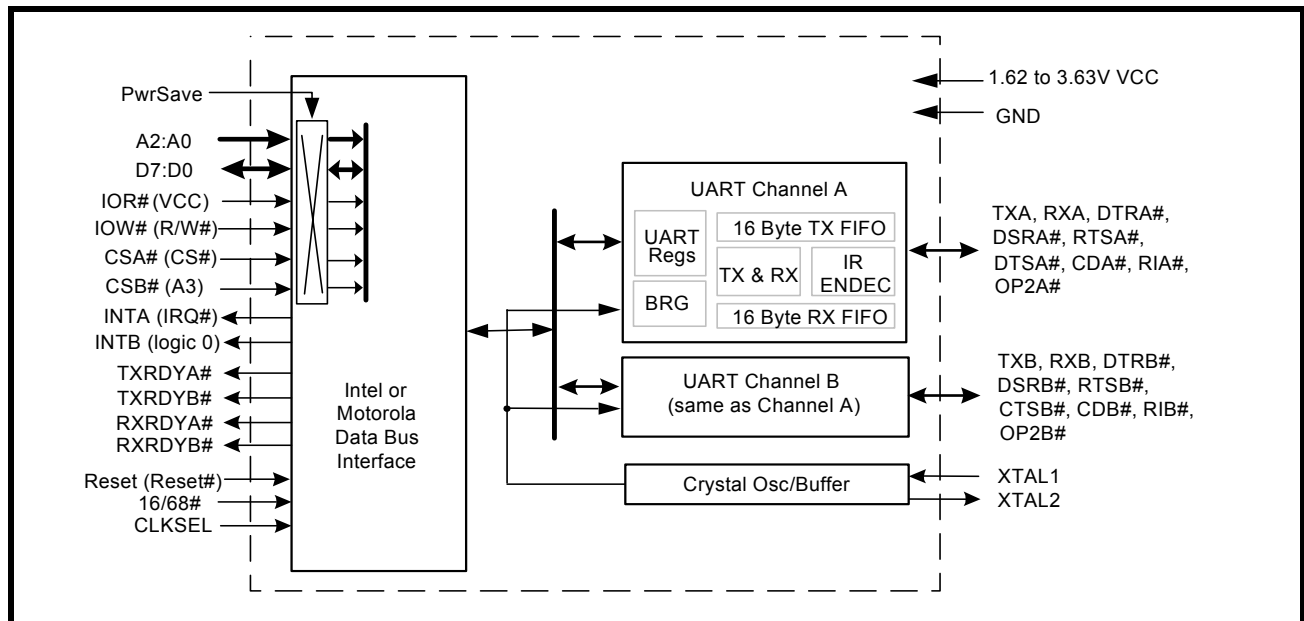 PwrSave
A2:A0
D7:D0
IOR# (VCC)
IOW# (R/W#)
CSA# (CS#)
CSB# (A3)
INTA (IRQ#)
INTB (logic 0)
TXRDYA#
TXRDYB#
RXRDYA#
RXRDYB#
Reset (Reset#)
16/68#
CLKSEL
Intel or
Motorola
Data Bus
Interface
UART Channel A
UART
Regs
BRG
16 Byte TX FIFO
TX & RX
IR
ENDEC
16 Byte RX FIFO
UART Channel B
(same as Channel A)
Crystal Osc/Buffer
1.62 to 3.63V VCC
GND
TXA, RXA, DTRA#,
DSRA#, RTSA#,
DTSA#, CDA#, RIA#,
OP2A#
TXB, RXB, DTRB#,
DSRB#, RTSB#,
CTSB#, CDB#, RIB#,
OP2B#
XTAL1
XTAL2